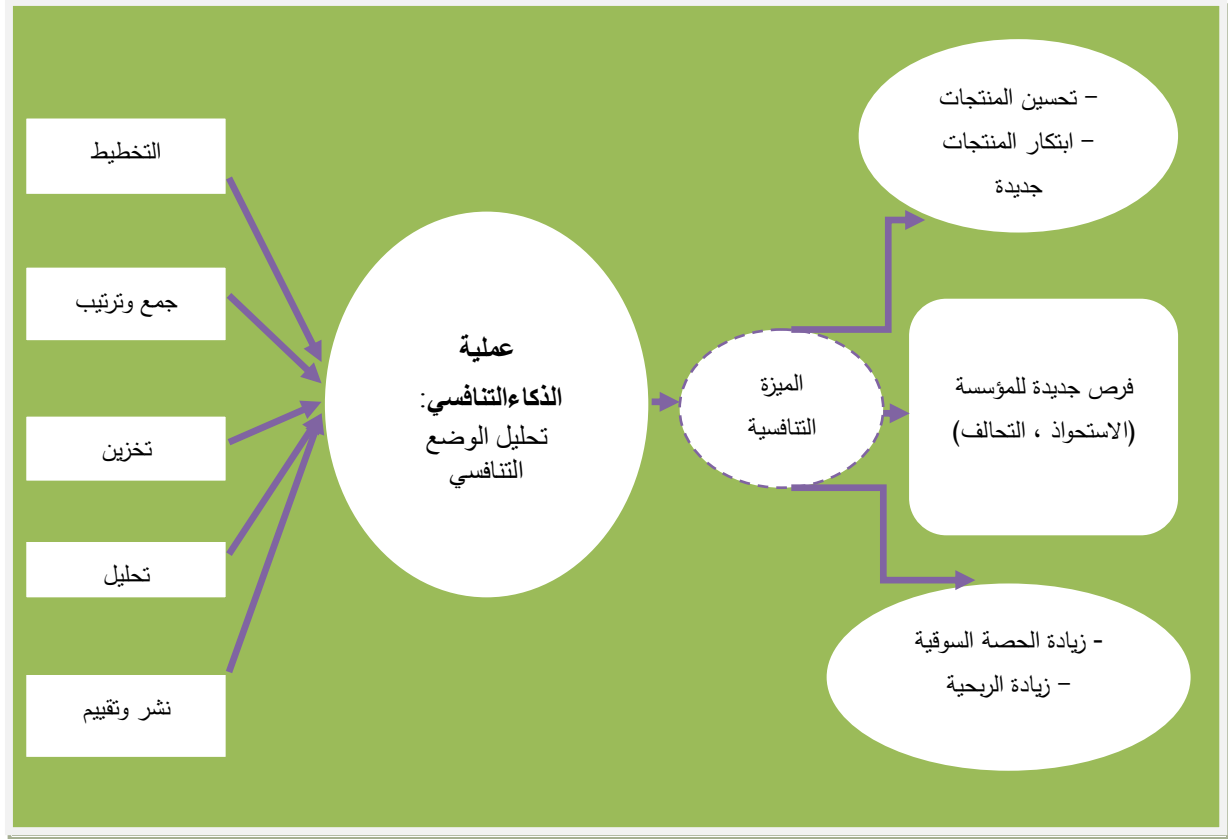 التخطيط
جمع وترتيب
تخزين
تحليل
نشر وتقييم
عملية
الذكاءالتنافسي:
تحليل الوضع
التنافسي
الميزة
التنافسية
– تحسين المنتجات
– ابتكار المنتجات
جديدة
فرص جديدة للمؤسسة
(الاستحواذ ، التحالف)
- زيادة الحصة السوقية
– زيادة الربحية